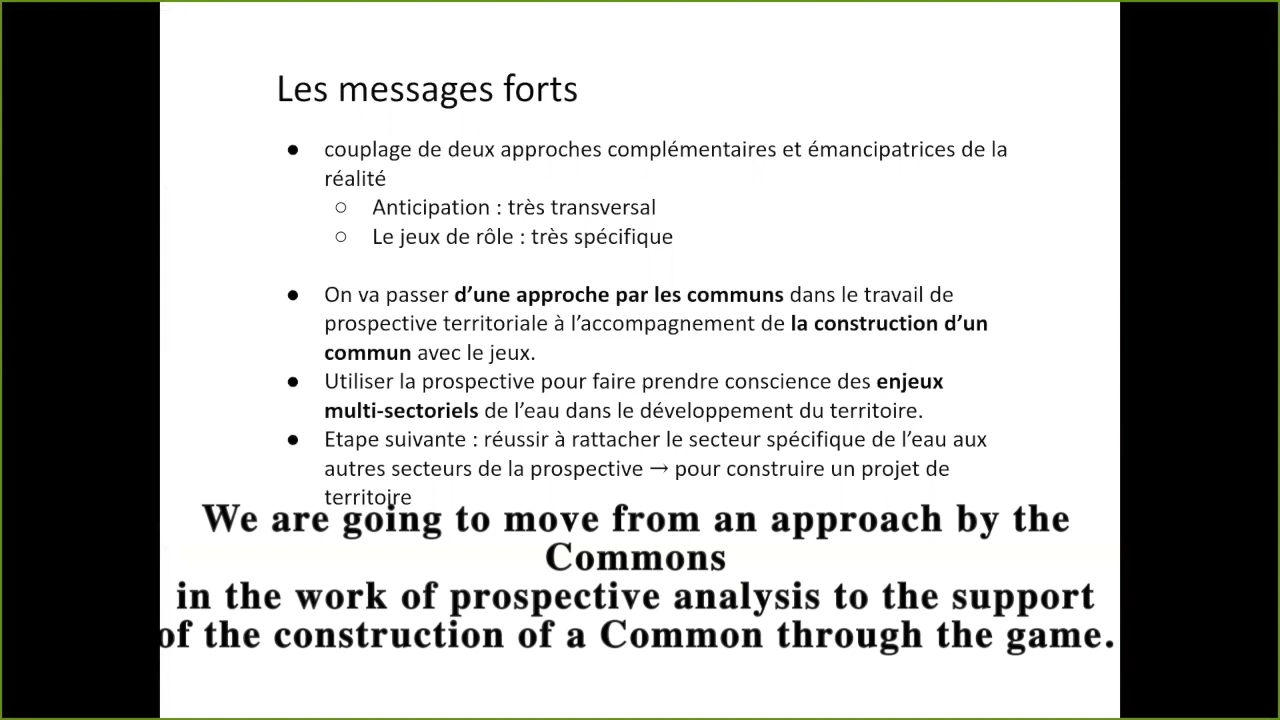 Les messages forts
● couplage de deux approches complémentaires et émancipatrices de la
réalité
○ Anticipation : très transversal
○ Le jeux de rôle : très spécifique
● On va passer d’une approche par les communs dans le travail de
prospective territoriale à l’accompagnement de la construction d’un
commun avec le jeux.
● Utiliser la prospective pour faire prendre conscience des enjeux
multi-sectoriels de l’eau dans le développement du territoire.
● Etape suivante : réussir à rattacher le secteur spécifique de l’eau aux
autres secteurs de la prospective → pour construire un projet de
territoire
We are going to move from an approach by the
Commons
in the work of prospective analysis to the support
of the construction of a Common through the game.